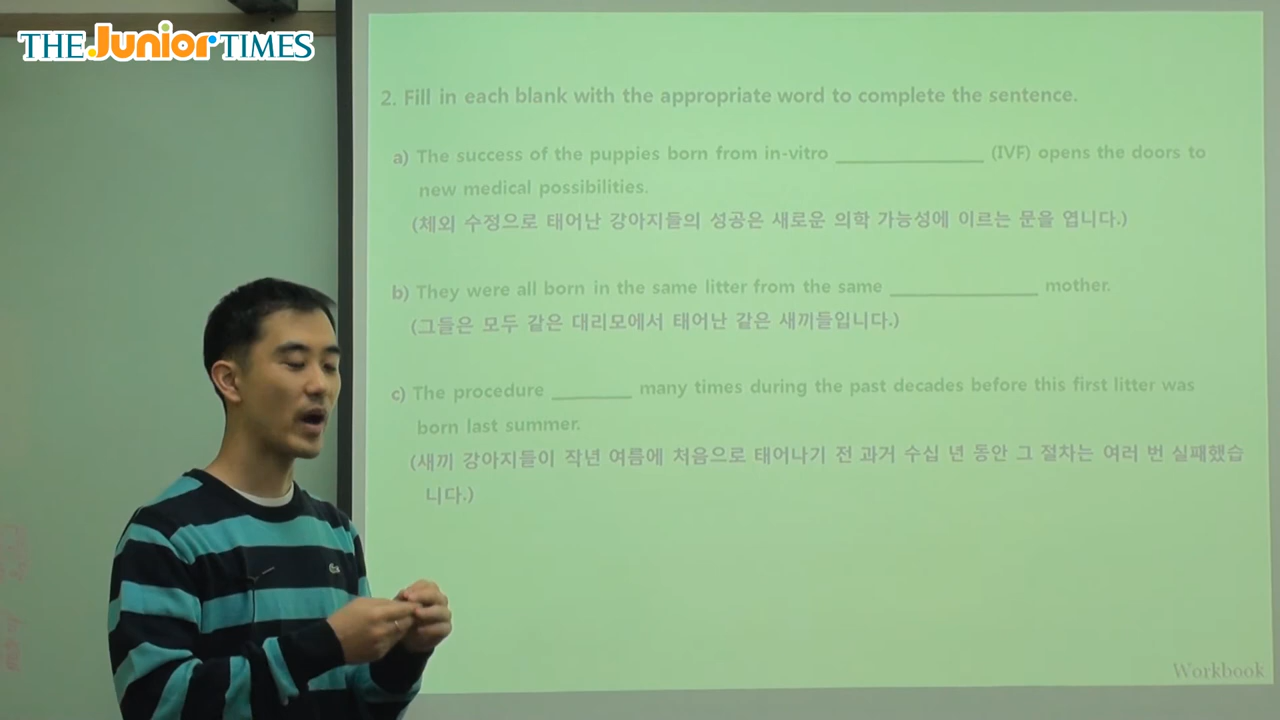 THE Junior TIMES
2. Fill in each blank with the appropriate word to complete the sentence.
a) The success of the puppies born from in-vitro ______________ (IVF) opens the doors to
new medical possibilities.
(체외 수정으로 태어난 강아지들의 성공은 새로운 의학 가능성에 이르는 문을 엽니다.)
b) They were all born in the same litter from the same ______________ mother.
(그들은 모두 같은 대리모에서 태어난 같은 새끼들입니다.)
c) The procedure ________ many times during the past decades before this first litter was
born last summer.
(새끼 강아지들이 작년 여름에 처음으로 태어나기 전 과거 수십 년 동안 그 절차는 여러 번 실패했습
니다.)
Workbook